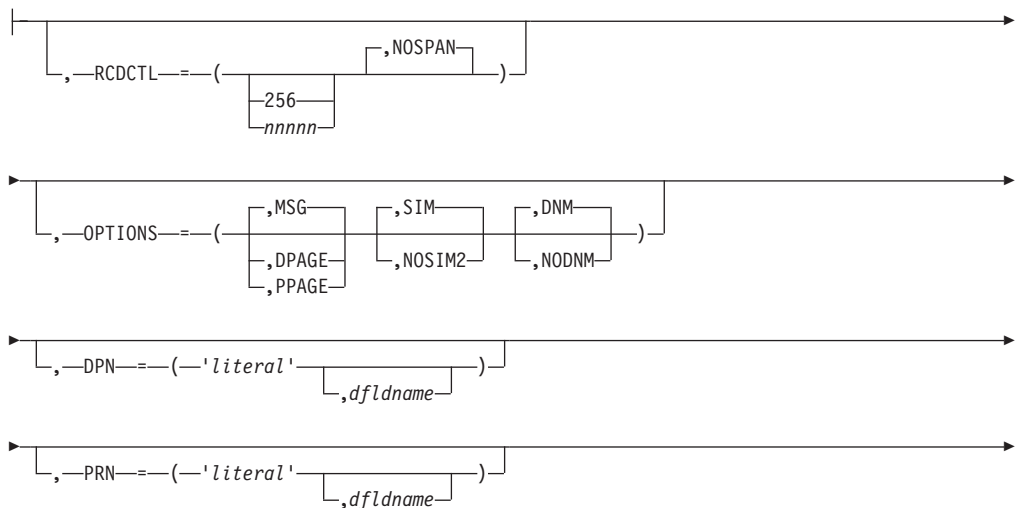 ,NOSPAN
, RCDCTL = ( )
256
nnnnn
,MSG ,SIM ,DNM
, OPTIONS = ( )
,DPAGE ,NOSIM2 ,NODNM
,PPAGE
, DPN = ( 'literal' )
,dfldname
, PRN = ( 'literal' )
,dfldname